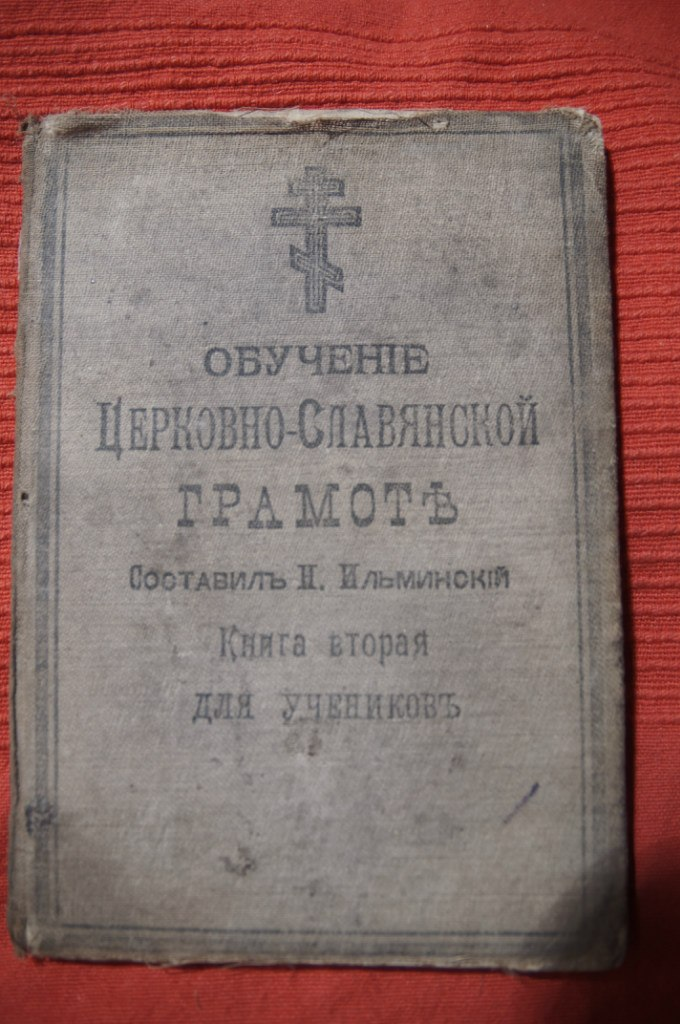 ОБУЧЕНІЕ
ЦЕРКОВНО-СЛАВЯНСКОЙ
ГРАМОТѢ
СОСТАВИЛЪ Н. ИЛЬМИНСКІЙ
Книга вторая
для учениковъ